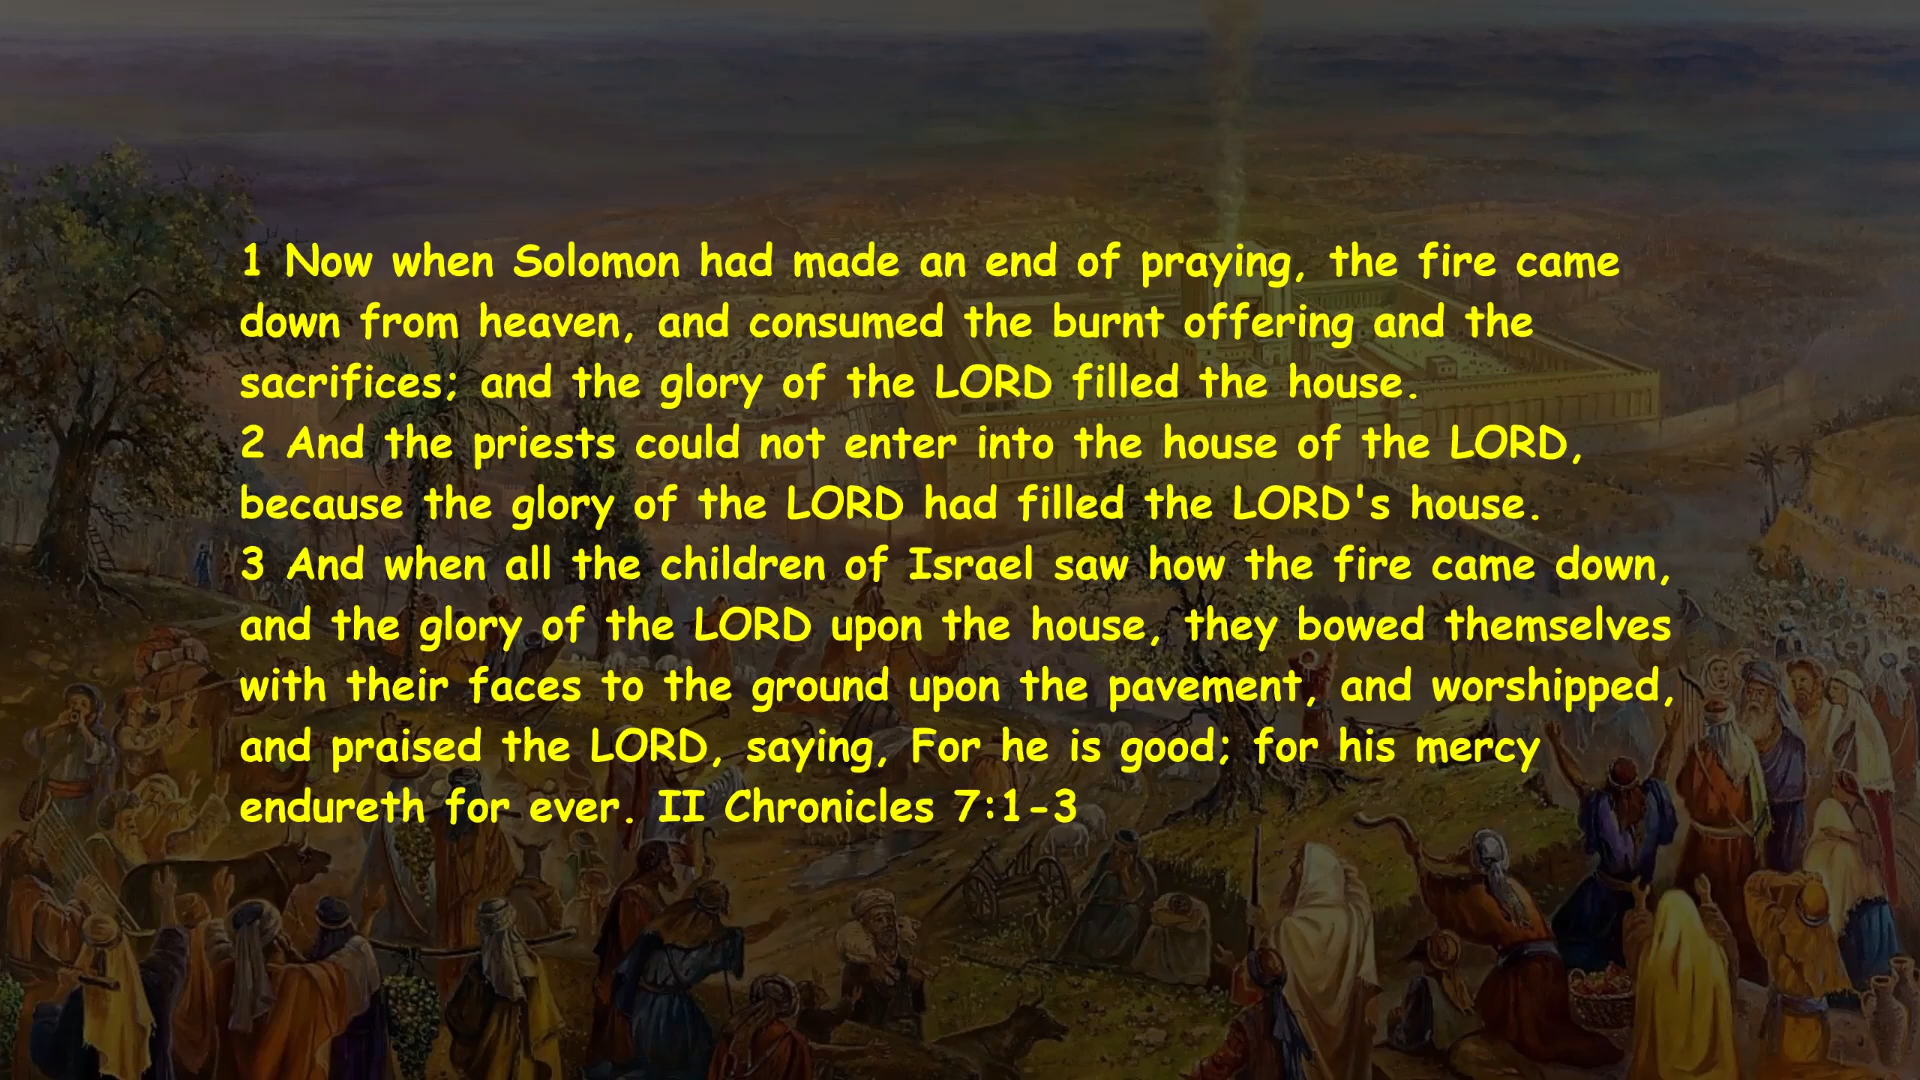 1 Now when Solomon had made an end of praying, the fire came
down from heaven, and consumed the burnt offering and the
sacrifices; and the glory of the LORD filled the house.
2 And the priests could not enter into the house of the LORD,
because the glory of the LORD had filled the LORD's house.
3 And when all the children of Israel saw how the fire came down,
and the glory of the LORD upon the house, they bowed themselves
with their faces to the ground upon the pavement, and worshipped,
and praised the LORD, saying, For he is good; for his mercy
endureth for ever. II Chronicles 7:1-3